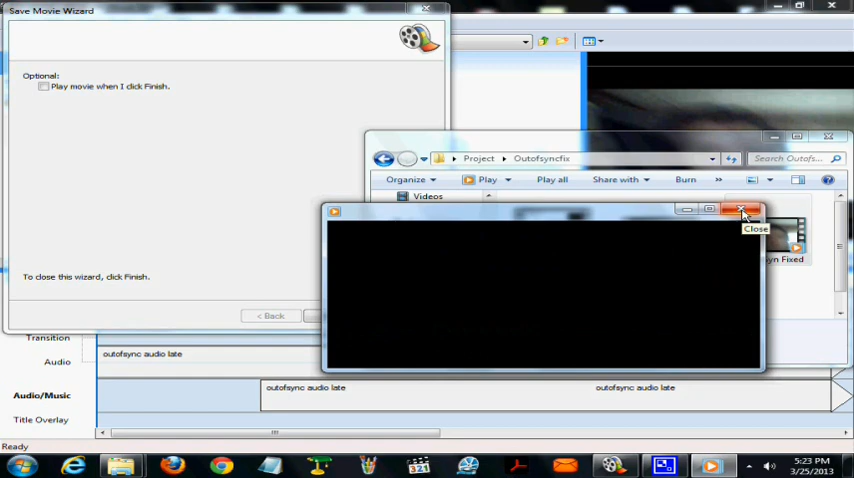 Save Movie Wizard
Optional:
Play movie when I click Finish.
To close this wizard, click Finish.
< Back
Project
Outofsyncfix
Search Outofs...
Organize
Play
Play all
Share with
Burn
»
Videos
Close
syn Fixed
Transition
Audio
outofsync audio late
Audio/Music
outofsync audio late
outofsync audio late
Title Overlay
Ready
321
5:23 PM
3/25/2013